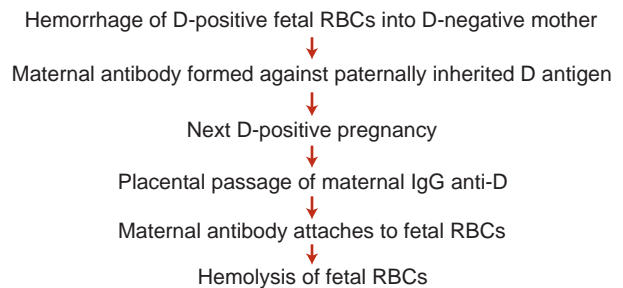 Hemorrhage of D-positive fetal RBCs into D-negative mother
Maternal antibody formed against paternally inherited D antigen
Next D-positive pregnancy
Placental passage of maternal IgG anti-D
Maternal antibody attaches to fetal RBCs
Hemolysis of fetal RBCs